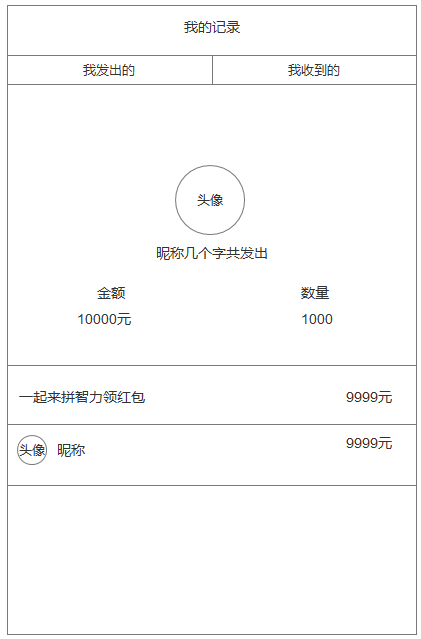 我的记录
我发出的 我收到的
头像
昵称几个字共发出
金额 数量
10000元 1000
一起来拼智力领红包 9999元
头像 昵称 9999元